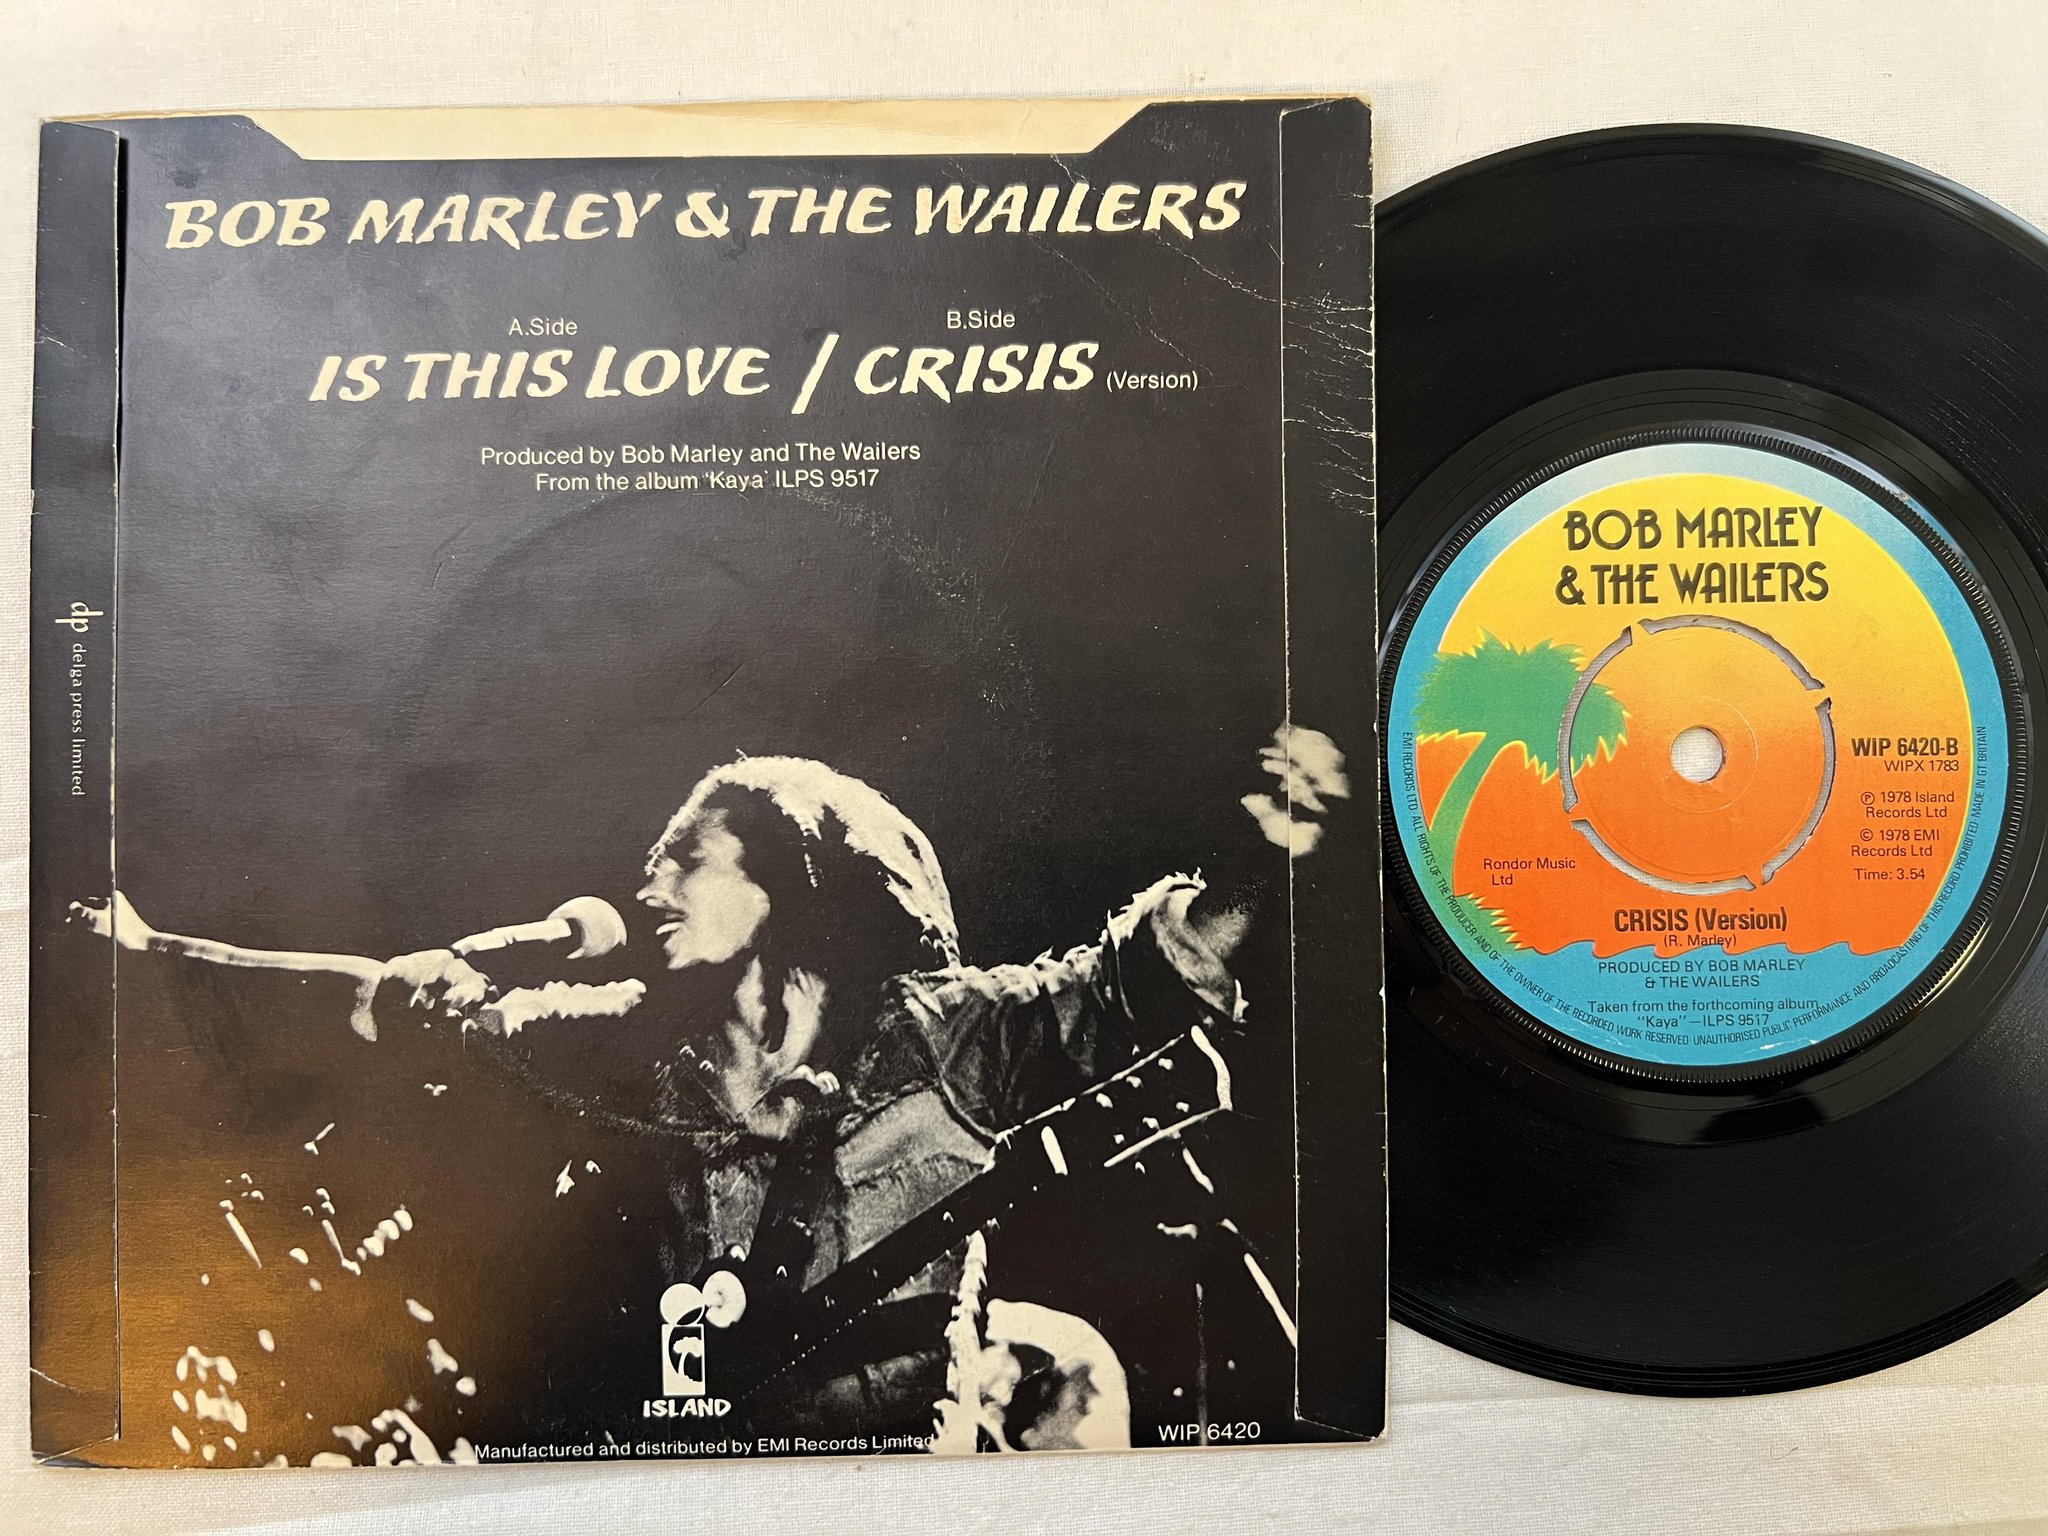 BOB MARLEY & THE WAILERS
A.Side
B.Side
IS THIS LOVE / CRISIS (Version)
Produced by Bob Marley and The Wailers
From the album 'Kaya' ILPS 9517
dp delga press limited
ISLAND
Manufactured and distributed by EMI Records Limited
WIP 6420
BOB MARLEY
& THE WAILERS
WIP 6420-B
WIPX 1783
℗ 1978 Island
Records Ltd
© 1978 EMI
Records Ltd
Time: 3.54
Rondor Music
Ltd
CRISIS (Version)
(R. Marley)
PRODUCED BY BOB MARLEY
& THE WAILERS
Taken from the forthcoming album
"Kaya"—ILPS 9517
EMI RECORDS LTD. ALL RIGHTS OF THE PRODUCER AND OF THE OWNER OF THE RECORDED WORK RESERVED UNAUTHORISED PUBLIC PERFORMANCE AND BROADCASTING OF THIS RECORD PROHIBITED MADE IN GT. BRITAIN